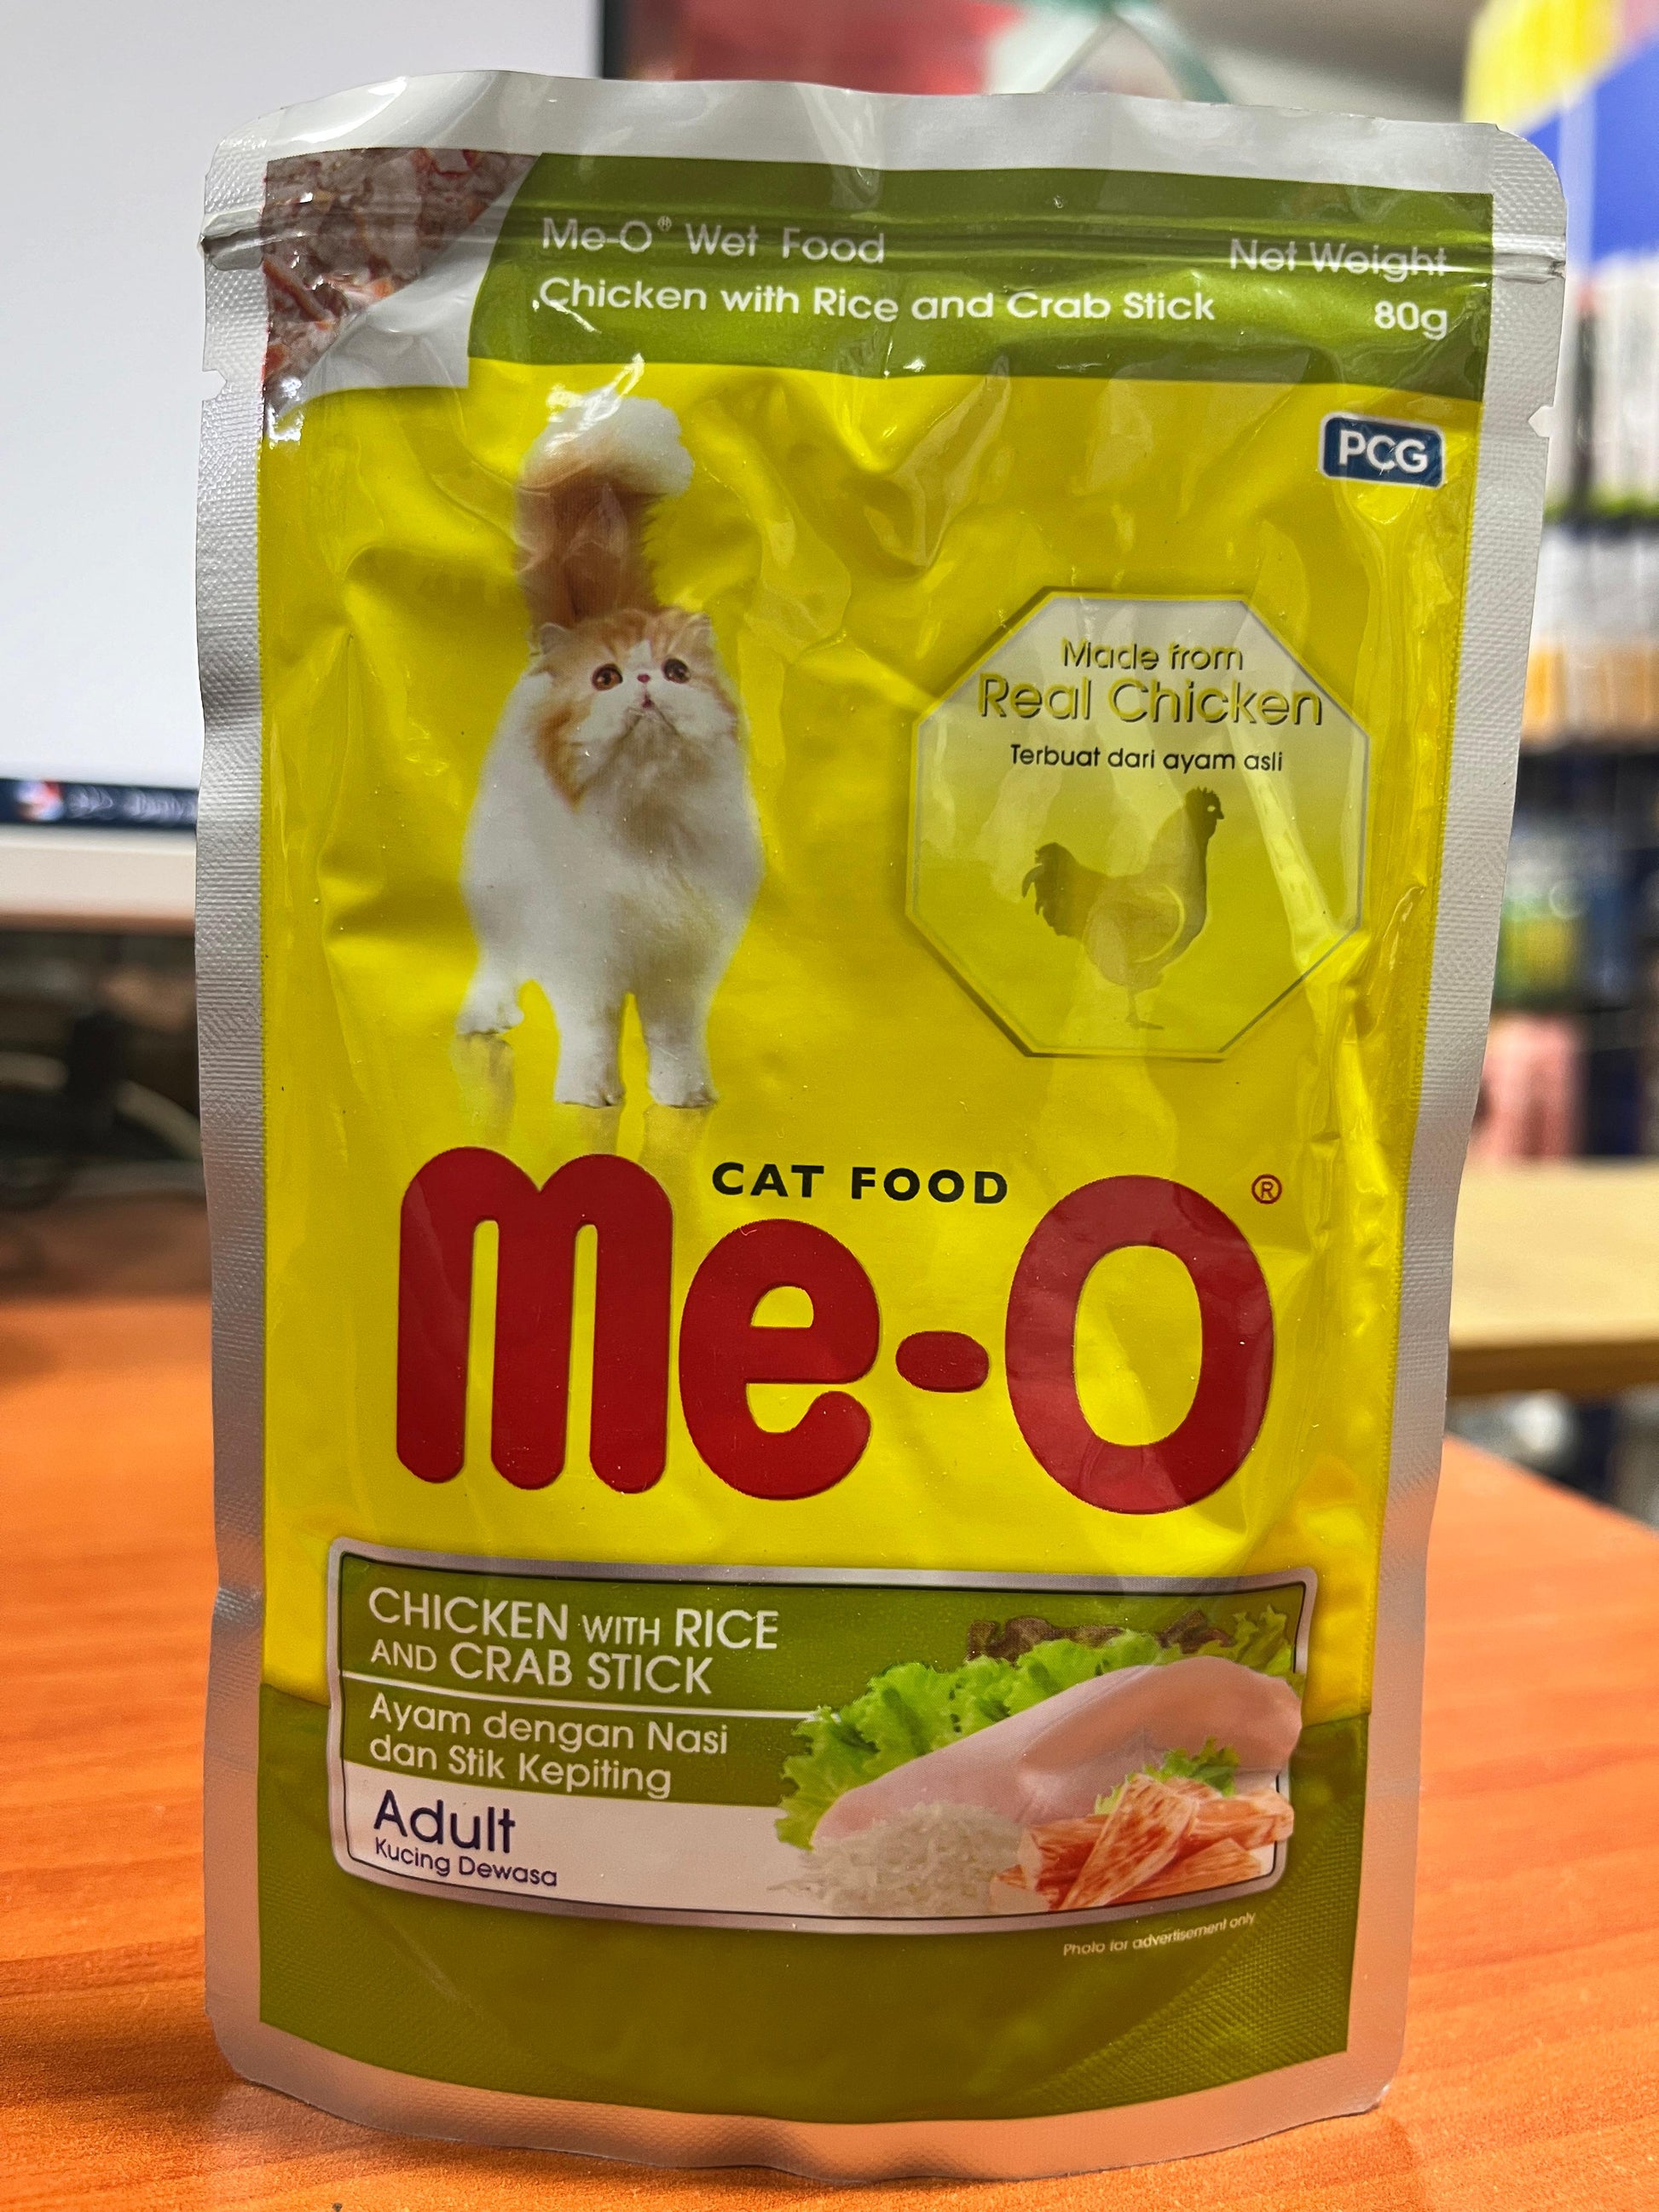 Me-O® Wet Food
Net Weight
Chicken with Rice and Crab Stick
80g
PCG
Made from
Real Chicken
Terbuat dari ayam asli
CAT FOOD
Me-O®
CHICKEN WITH RICE
AND CRAB STICK
Ayam dengan Nasi
dan Stik Kepiting
Adult
Kucing Dewasa
Photo for advertisement only